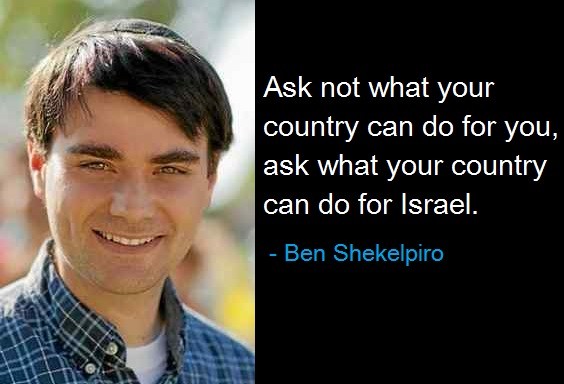 Ask not what your
country can do for you,
ask what your country
can do for Israel.
- Ben Shekelpiro